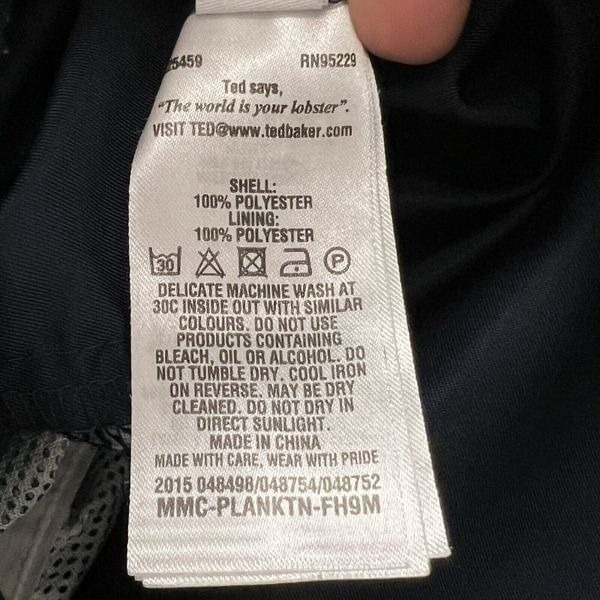 5459 RN95229
Ted says,
"The world is your lobster".
VISIT TED@www.tedbaker.com
SHELL:
100% POLYESTER
LINING:
100% POLYESTER
30 P
DELICATE MACHINE WASH AT
30C INSIDE OUT WITH SIMILAR
COLOURS. DO NOT USE
PRODUCTS CONTAINING
BLEACH, OIL OR ALCOHOL. DO
NOT TUMBLE DRY. COOL IRON
ON REVERSE. MAY BE DRY
CLEANED. DO NOT DRY IN
DIRECT SUNLIGHT.
MADE IN CHINA
MADE WITH CARE, WEAR WITH PRIDE
2015 048498/048754/048752
MMC-PLANKTN-FH9M